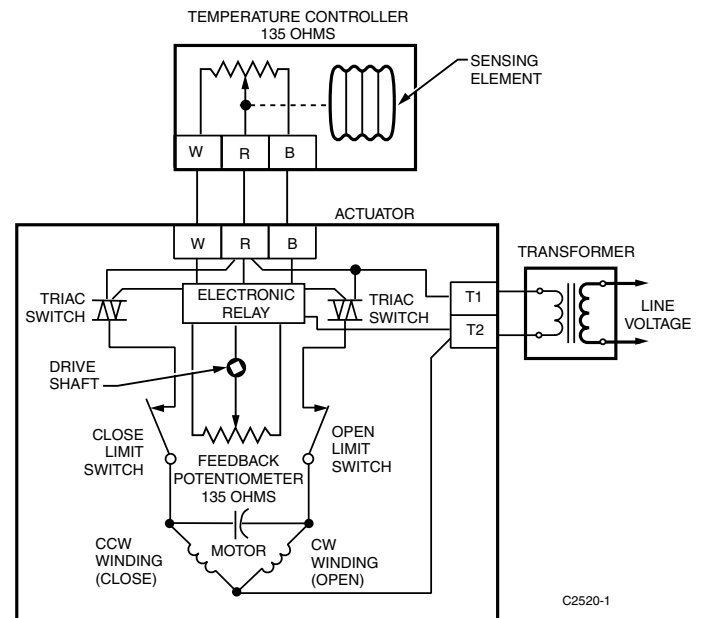 TEMPERATURE CONTROLLER
135 OHMS
SENSING
ELEMENT
W R B
ACTUATOR
W R B
TRANSFORMER
TRIAC
SWITCH
ELECTRONIC
RELAY
TRIAC
SWITCH
T1
T2
LINE
VOLTAGE
DRIVE
SHAFT
CLOSE
LIMIT
SWITCH
FEEDBACK
POTENTIOMETER
135 OHMS
OPEN
LIMIT
SWITCH
CCW
WINDING
(CLOSE)
MOTOR
CW
WINDING
(OPEN)
C2520-1